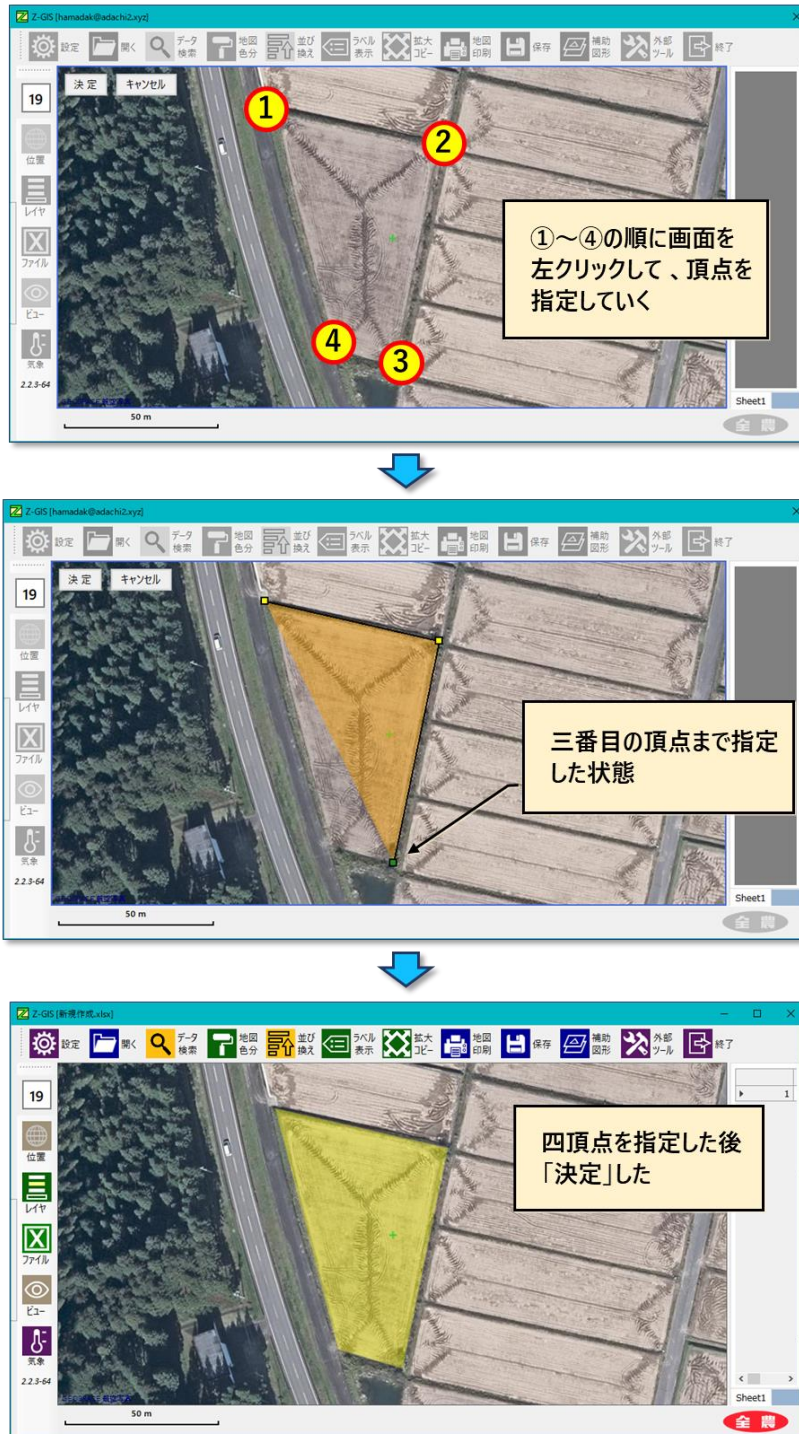 Z-GIS [hamadak@adachi2.xyz]
設定 開く データ検索 地図色分 並び換え ラベル表示 拡大コピー 地図印刷 保存 補助図形 外部ツール 終了
決定 キャンセル
19
①
②
位置
レイヤ
①～④の順に画面を
左クリックして 、頂点を
指定していく
ファイル
ビュー
④
③
気象
2.2.3-64
Sheet1
50 m
全農
Z-GIS [hamadak@adachi2.xyz]
設定 開く データ検索 地図色分 並び換え ラベル表示 拡大コピー 地図印刷 保存 補助図形 外部ツール 終了
決定 キャンセル
19
位置
レイヤ
ファイル
三番目の頂点まで指定
した状態
ビュー
気象
2.2.3-64
Sheet1
50 m
全農
Z-GIS [新規作成.xlsx]
設定 開く データ検索 地図色分 並び換え ラベル表示 拡大コピー 地図印刷 保存 補助図形 外部ツール 終了
19
1
位置
四頂点を指定した後
「決定」した
レイヤ
ファイル
ビュー
気象
2.2.3-64
Sheet1
50 m
全農